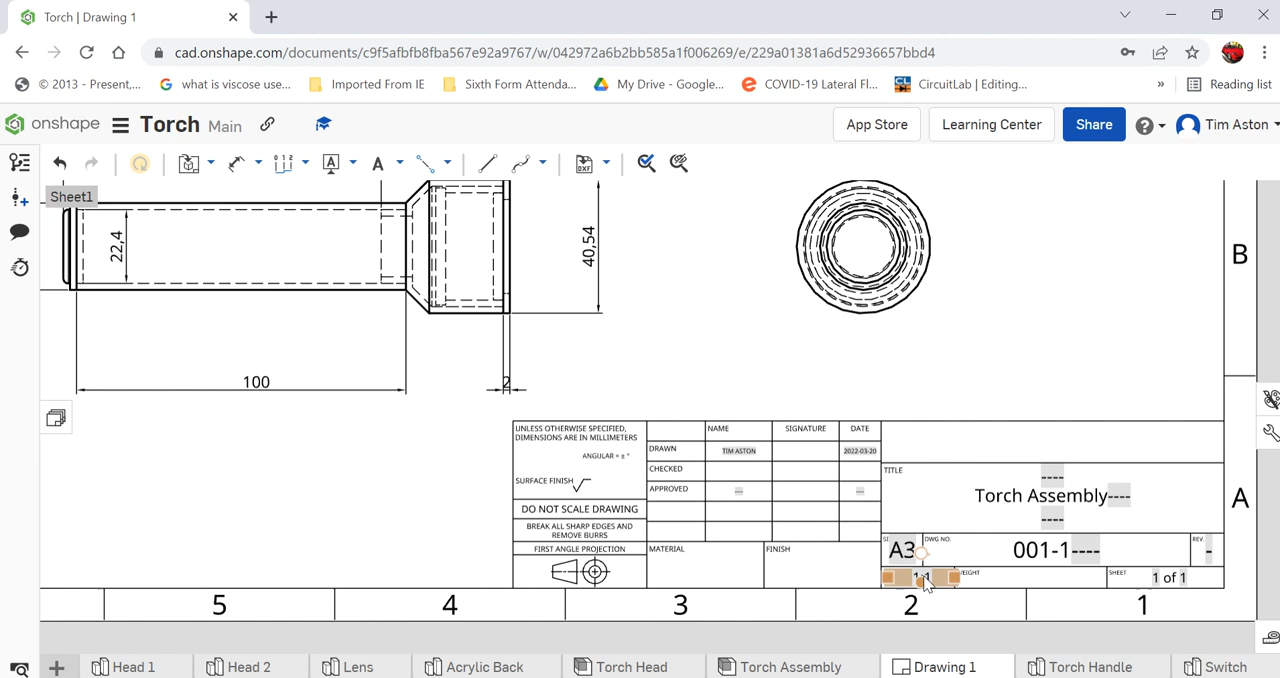 Torch | Drawing 1
cad.onshape.com/documents/c9f5afbfb8fba567e92a9767/w/042972a6b2bb585a1f006269/e/229a01381a6d52936657bbd4
© 2013 - Present,... what is viscose use... Imported From IE Sixth Form Attenda... My Drive - Google... COVID-19 Lateral Fl... CircuitLab | Editing... » Reading list
onshape Torch Main App Store Learning Center Share Tim Aston
Sheet1
22,4
40,54
B
100
2
UNLESS OTHERWISE SPECIFIED,
DIMENSIONS ARE IN MILLIMETERS
ANGULAR = ± °
SURFACE FINISH
DO NOT SCALE DRAWING
BREAK ALL SHARP EDGES AND
REMOVE BURRS
FIRST ANGLE PROJECTION
NAME SIGNATURE DATE
DRAWN TIM ASTON 2022-03-20
CHECKED
APPROVED ---- ----
MATERIAL FINISH
TITLE
----
Torch Assembly----
----
A
DWG NO. REV.
A3 001-1---- -
SHEET 1 of 1
5 4 3 2 1
Head 1 Head 2 Lens Acrylic Back Torch Head Torch Assembly Drawing 1 Torch Handle Switch